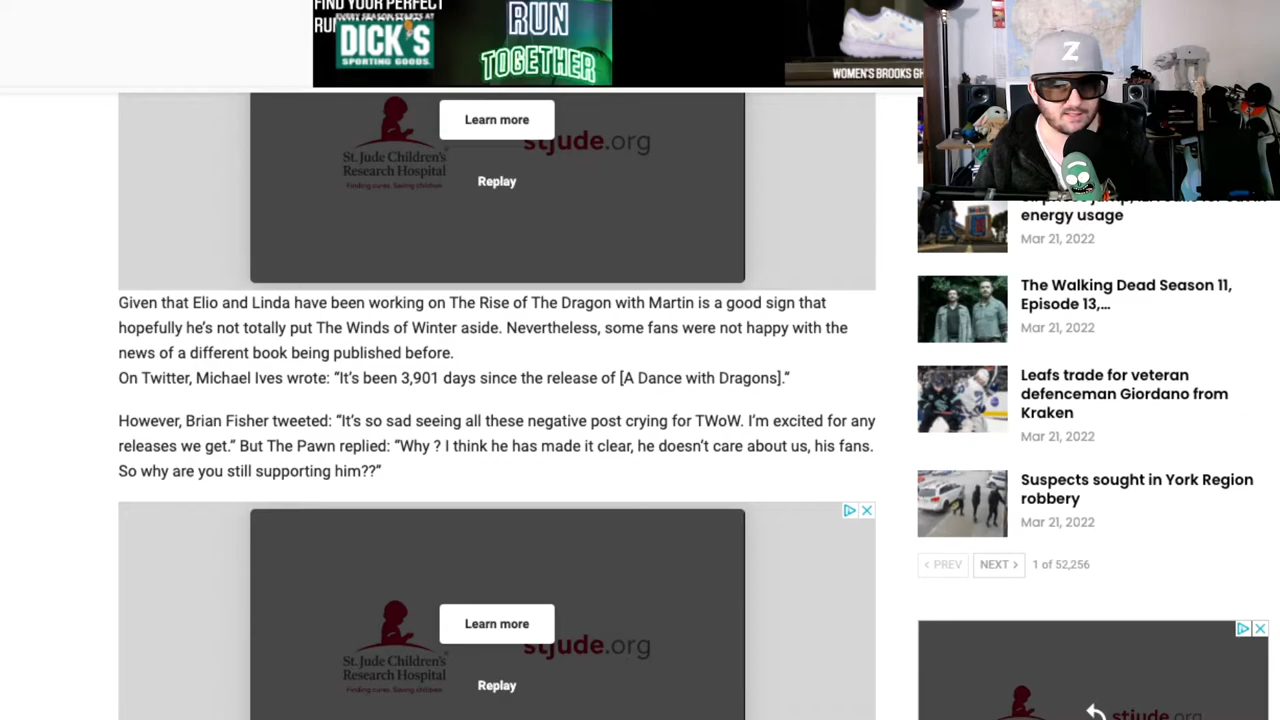 FIND YOUR PERFECT
RUN
EVERY SEASON STARTS AT
DICK'S
SPORTING GOODS.
RUN
TOGETHER
WOMEN'S BROOKS GH
Z
Learn more
St. Jude Children's
Research Hospital
Finding cures. Saving children.
stjude.org
Replay
Given that Elio and Linda have been working on The Rise of The Dragon with Martin is a good sign that
hopefully he's not totally put The Winds of Winter aside. Nevertheless, some fans were not happy with the
news of a different book being published before.
On Twitter, Michael Ives wrote: “It's been 3,901 days since the release of [A Dance with Dragons].”
However, Brian Fisher tweeted: “It's so sad seeing all these negative post crying for TWoW. I'm excited for any
releases we get.” But The Pawn replied: “Why ? I think he has made it clear, he doesn't care about us, his fans.
So why are you still supporting him??”
Learn more
St. Jude Children's
Research Hospital
Finding cures. Saving children.
stjude.org
Replay
energy usage
Mar 21, 2022
The Walking Dead Season 11,
Episode 13,...
Mar 21, 2022
Leafs trade for veteran
defenceman Giordano from
Kraken
Mar 21, 2022
Suspects sought in York Region
robbery
Mar 21, 2022
< PREV
NEXT >
1 of 52,256
stjude.org